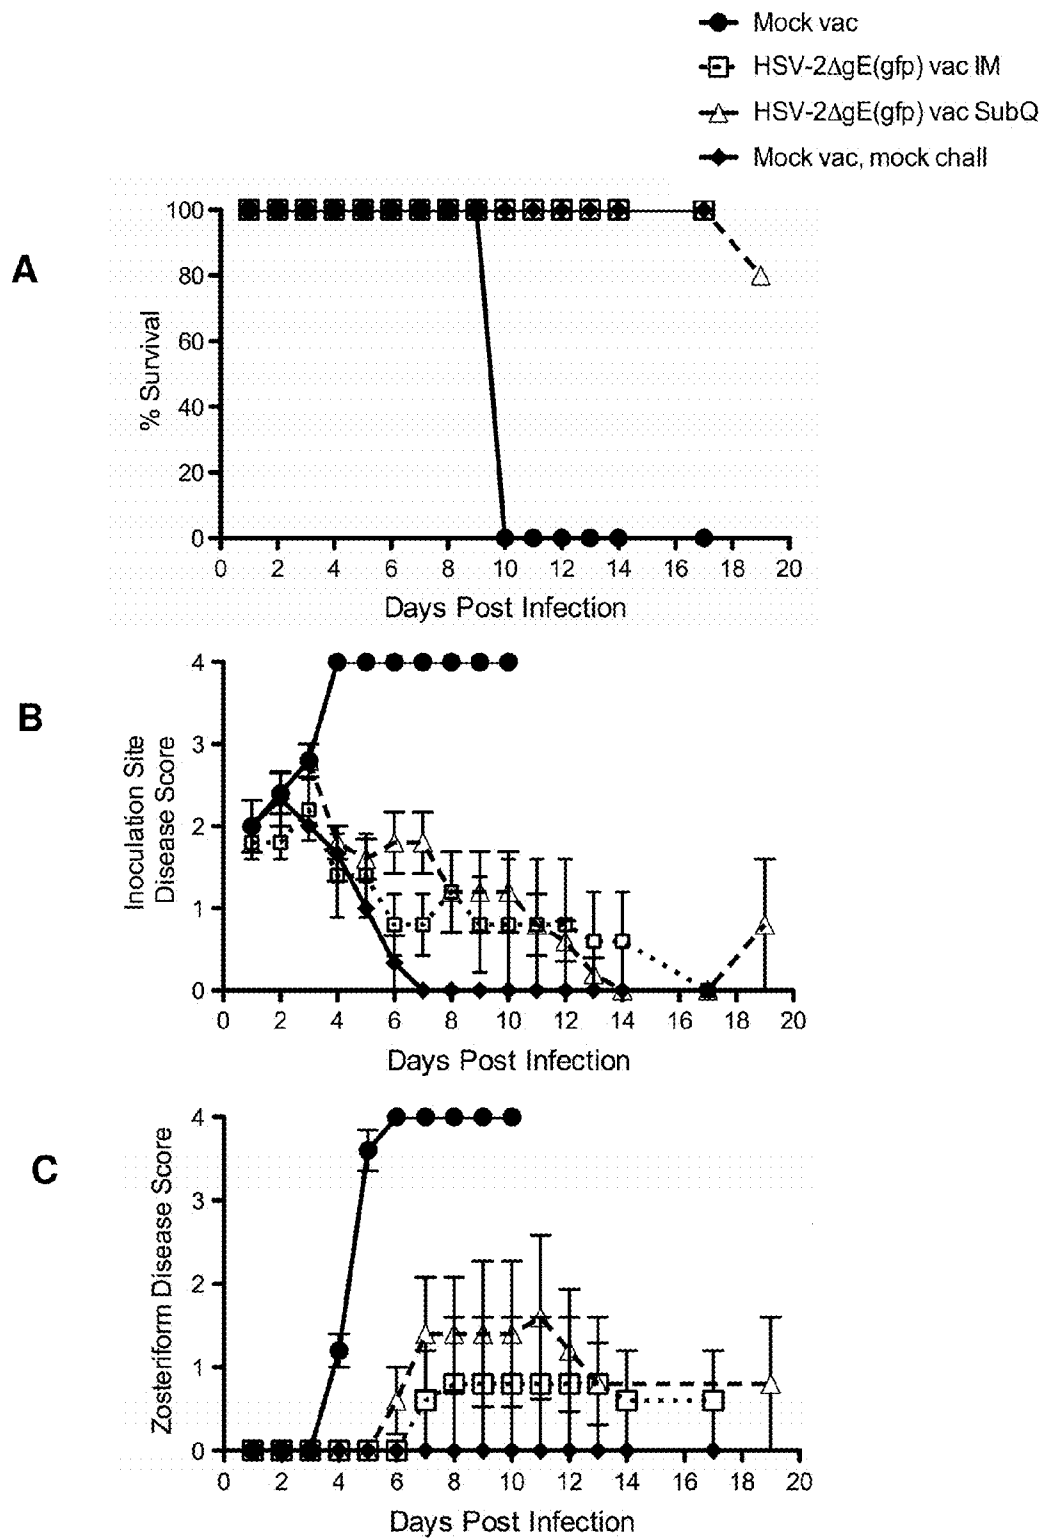 Mock vac
HSV-2ΔgE(gfp) vac IM
HSV-2ΔgE(gfp) vac SubQ
Mock vac, mock chall
A
% Survival
100
80
60
40
20
0
0 2 4 6 8 10 12 14 16 18 20
Days Post Infection
B
Inoculation Site
Disease Score
4
3
2
1
0
0 2 4 6 8 10 12 14 16 18 20
Days Post Infection
C
Zosteriform Disease Score
4
3
2
1
0
0 2 4 6 8 10 12 14 16 18 20
Days Post Infection